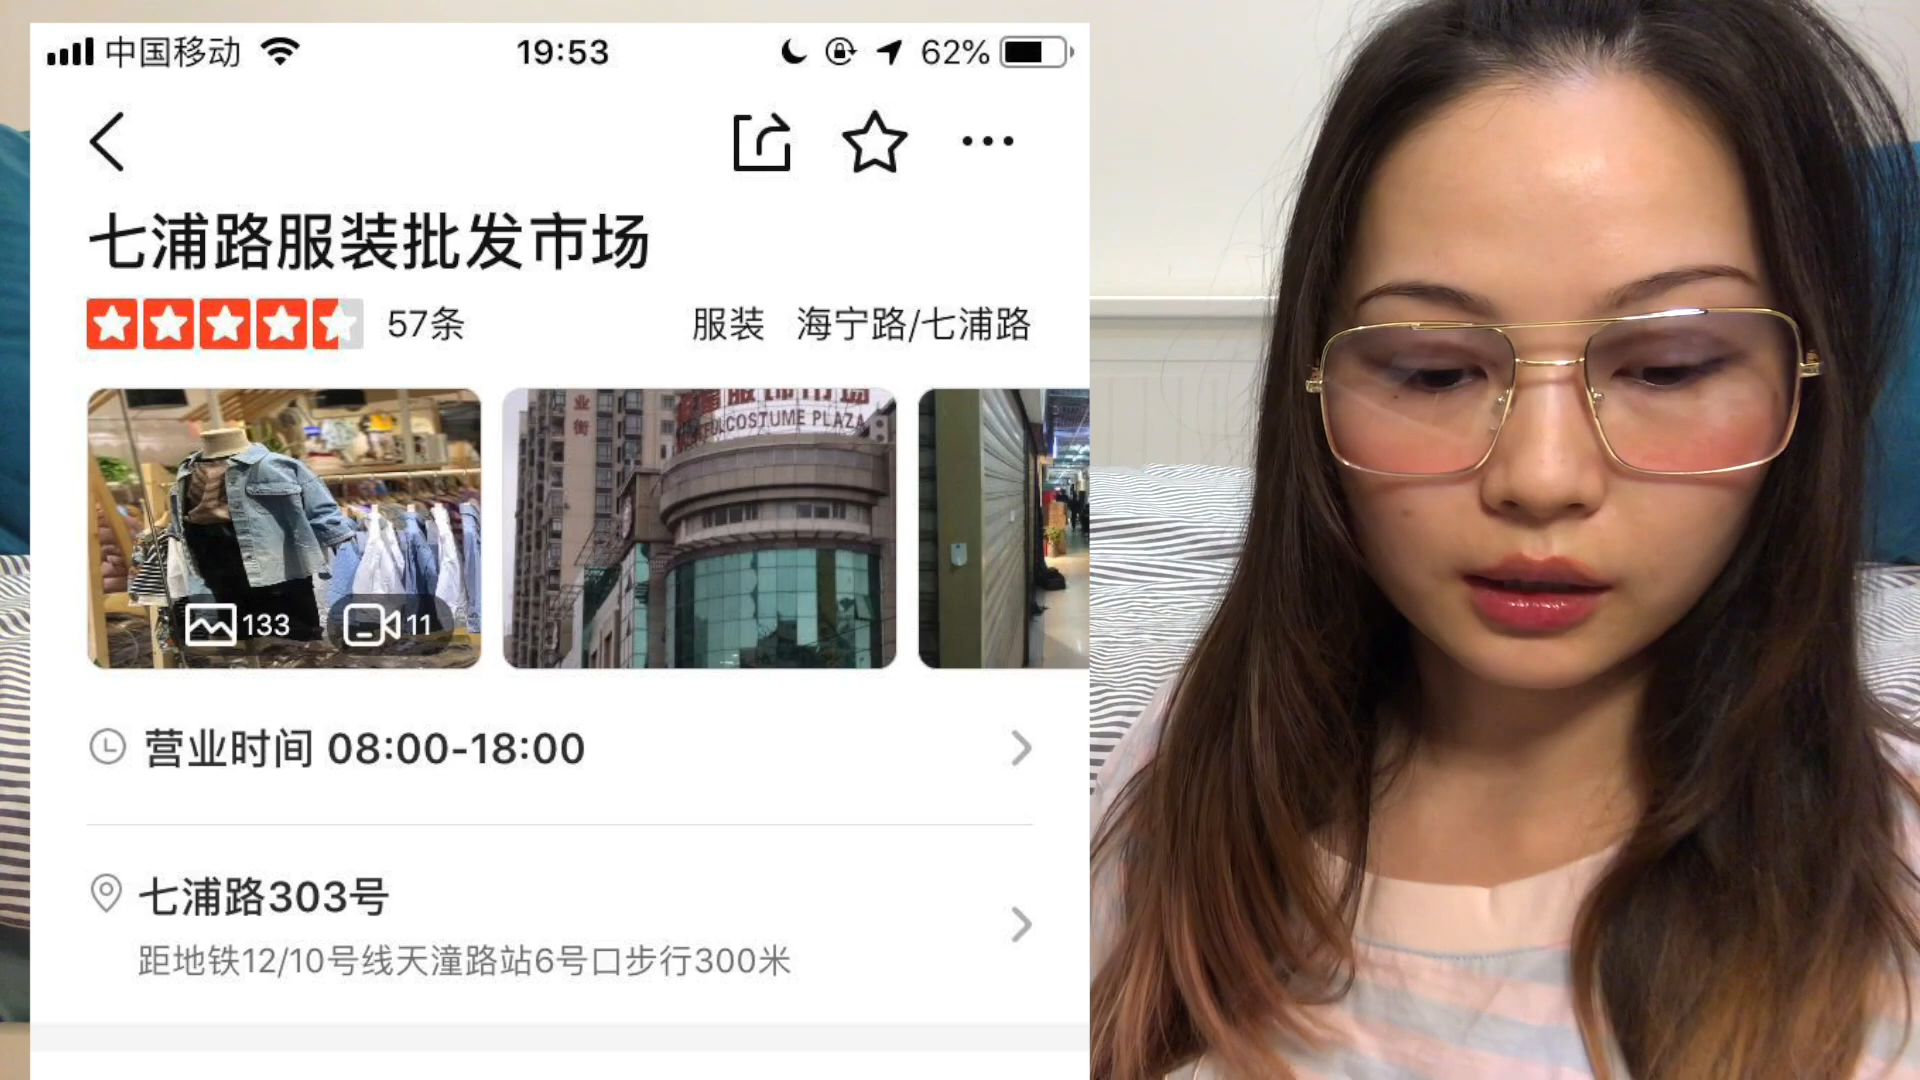 中国移动 19:53 62%
七浦路服装批发市场
57条 服装 海宁路/七浦路
业街
COSTUME PLAZA
133 11
营业时间 08:00-18:00
七浦路303号
距地铁12/10号线天潼路站6号口步行300米